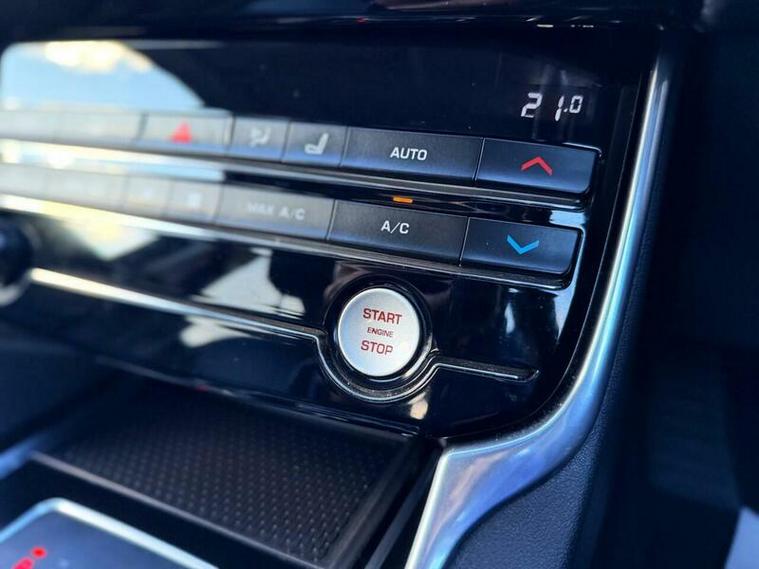 21.0
AUTO
MAX A/C
A/C
START
ENGINE
STOP